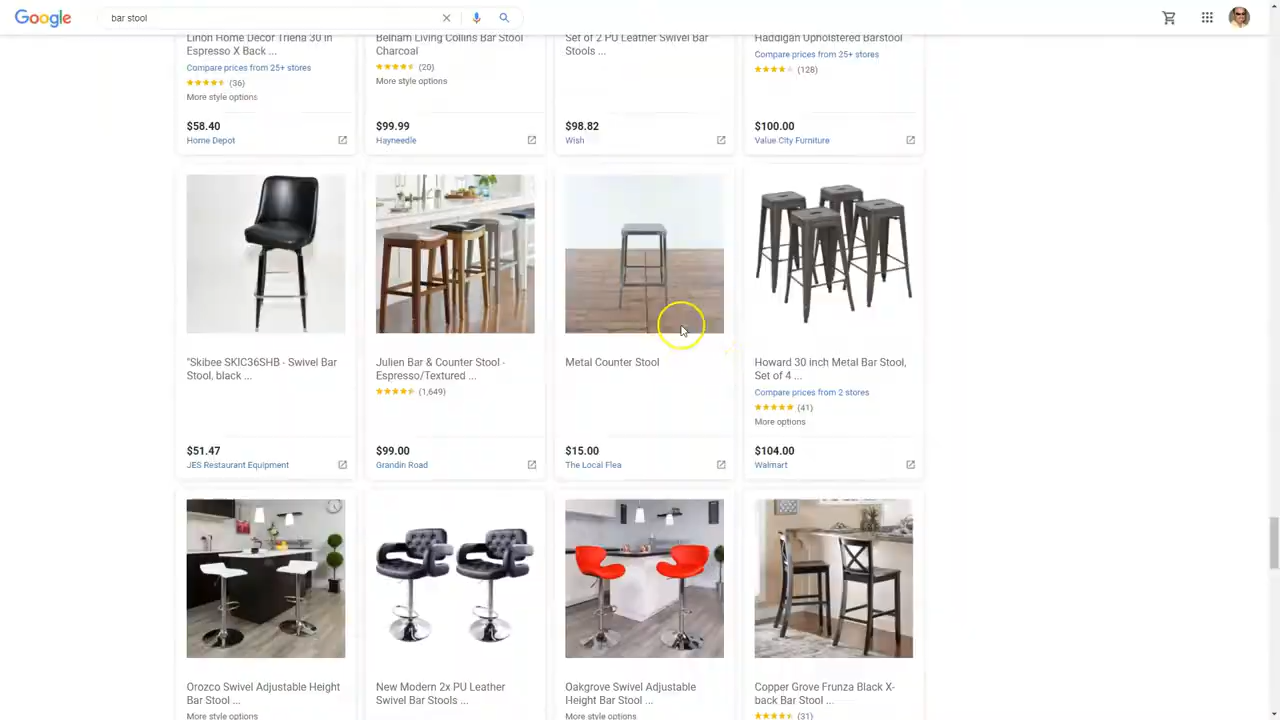 Google
bar stool
Linon Home Decor Triena 30 in
Espresso X Back ...
Compare prices from 25+ stores
(36)
More style options
$58.40
Home Depot
Belham Living Collins Bar Stool
Charcoal
(20)
More style options
$99.99
Hayneedle
Set of 2 PU Leather Swivel Bar
Stools ...
$98.82
Wish
Haddigan Upholstered Barstool
Compare prices from 25+ stores
(128)
$100.00
Value City Furniture
"Skibee SKIC36SHB - Swivel Bar
Stool, black ...
$51.47
JES Restaurant Equipment
Julien Bar & Counter Stool -
Espresso/Textured ...
(1,649)
$99.00
Grandin Road
Metal Counter Stool
$15.00
The Local Flea
Howard 30 inch Metal Bar Stool,
Set of 4 ...
Compare prices from 2 stores
(41)
More options
$104.00
Walmart
Orozco Swivel Adjustable Height
Bar Stool ...
More style options
New Modern 2x PU Leather
Swivel Bar Stools ...
Oakgrove Swivel Adjustable
Height Bar Stool ...
More style options
Copper Grove Frunza Black X-
back Bar Stool ...
(31)